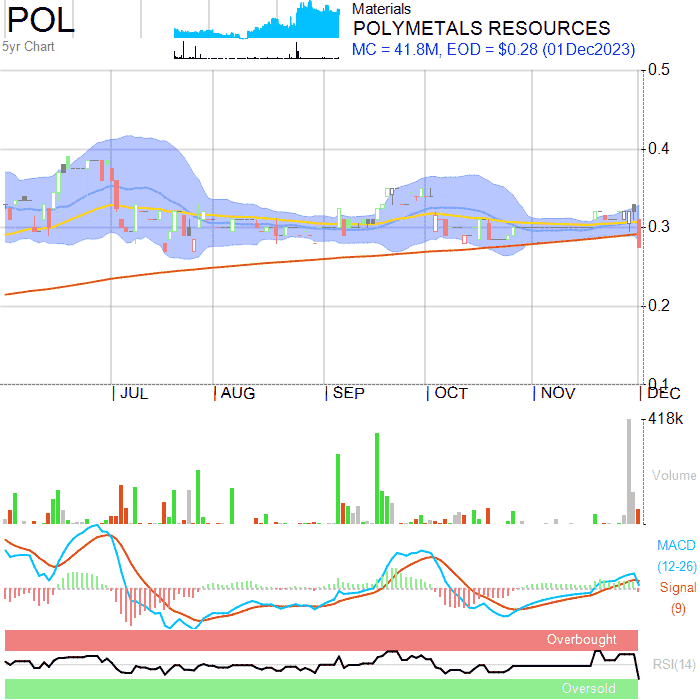 POL
5yr Chart
Materials
POLYMETALS RESOURCES
MC = 41.8M, EOD = $0.28 (01Dec2023)
0.5
0.4
0.3
0.2
0.1
JUL
AUG
SEP
OCT
NOV
DEC
418k
Volume
MACD
(12-26)
Signal
(9)
Overbought
RSI(14)
Oversold